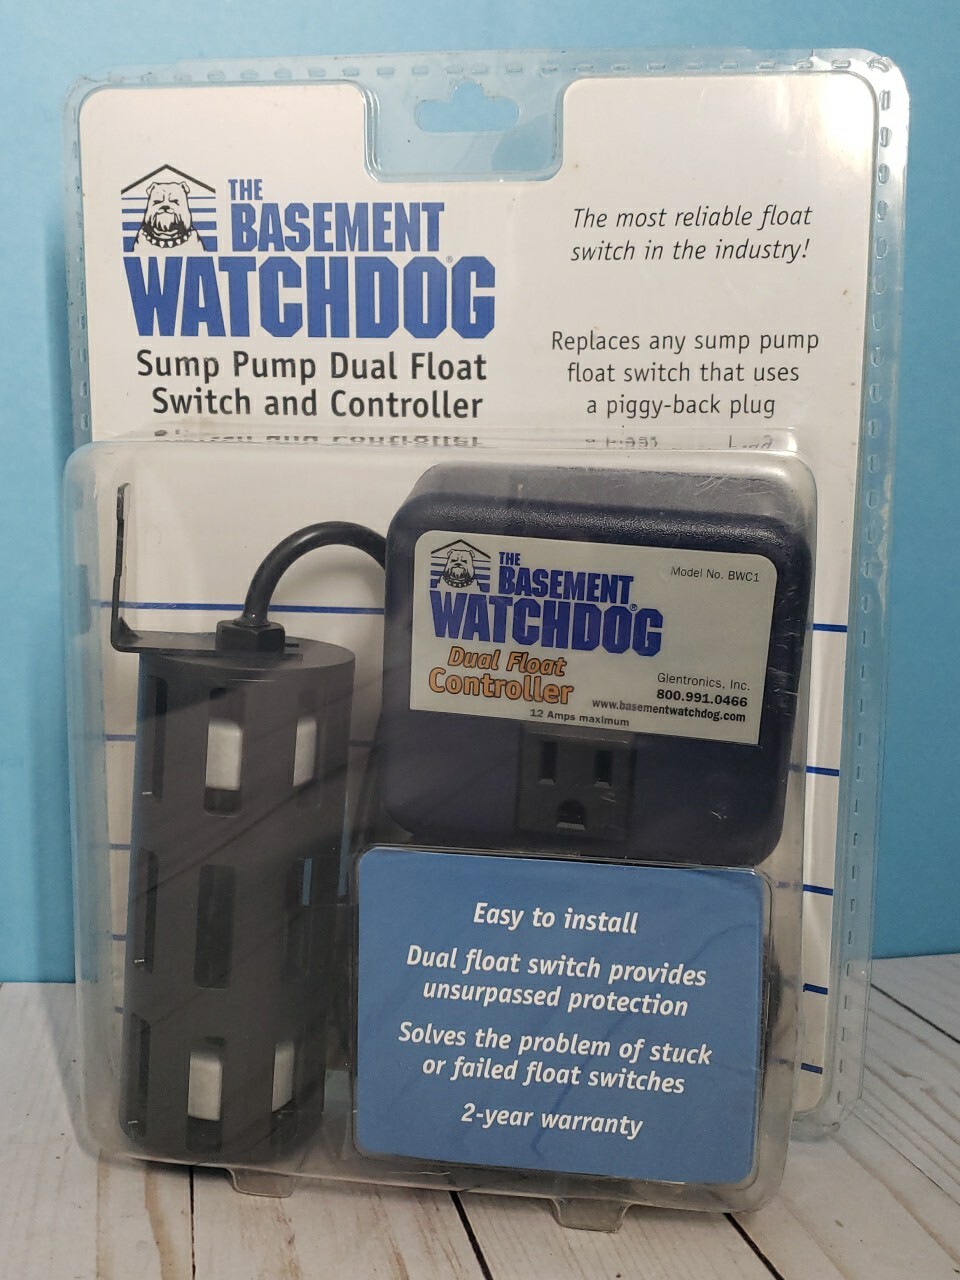 THE
BASEMENT
WATCHDOG®
Sump Pump Dual Float
Switch and Controller
The most reliable float
switch in the industry!
Replaces any sump pump
float switch that uses
a piggy-back plug
THE
BASEMENT
WATCHDOG®
Dual Float
Controller
Model No. BWC1
Glentronics, Inc.
800.991.0466
www.basementwatchdog.com
12 Amps maximum
Easy to install
Dual float switch provides
unsurpassed protection
Solves the problem of stuck
or failed float switches
2-year warranty